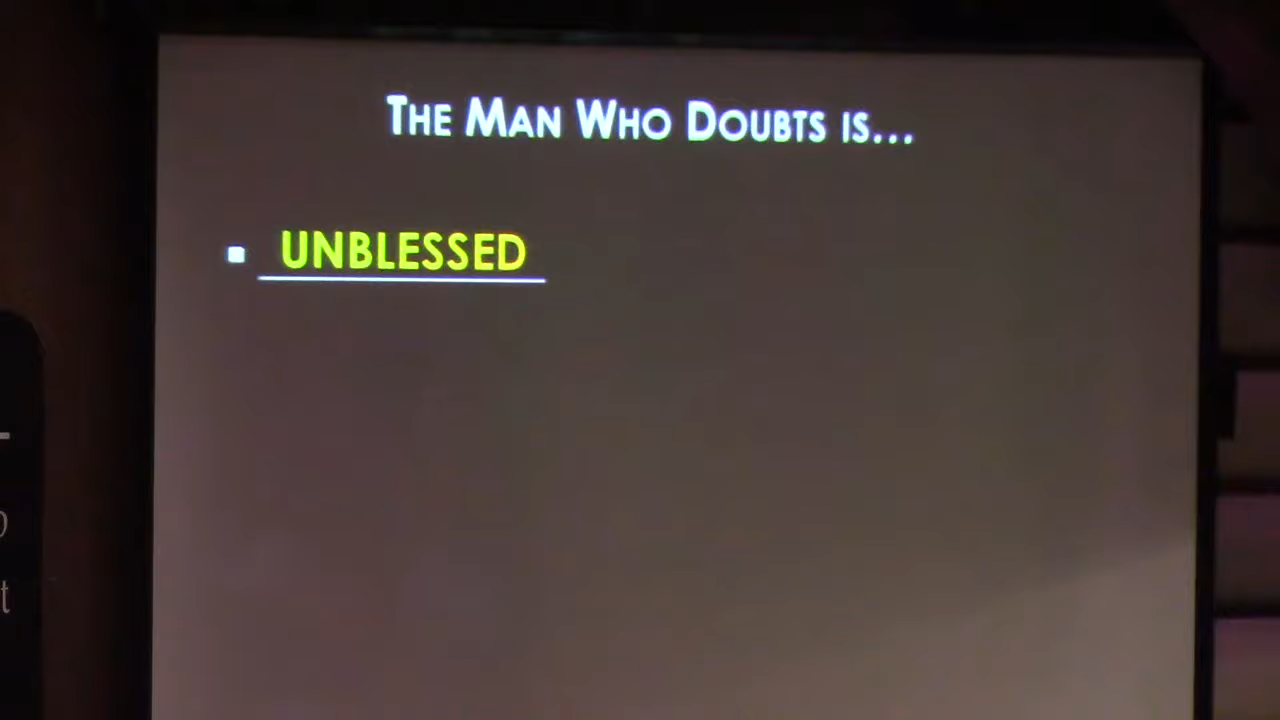 THE MAN WHO DOUBTS IS...
▪ UNBLESSED